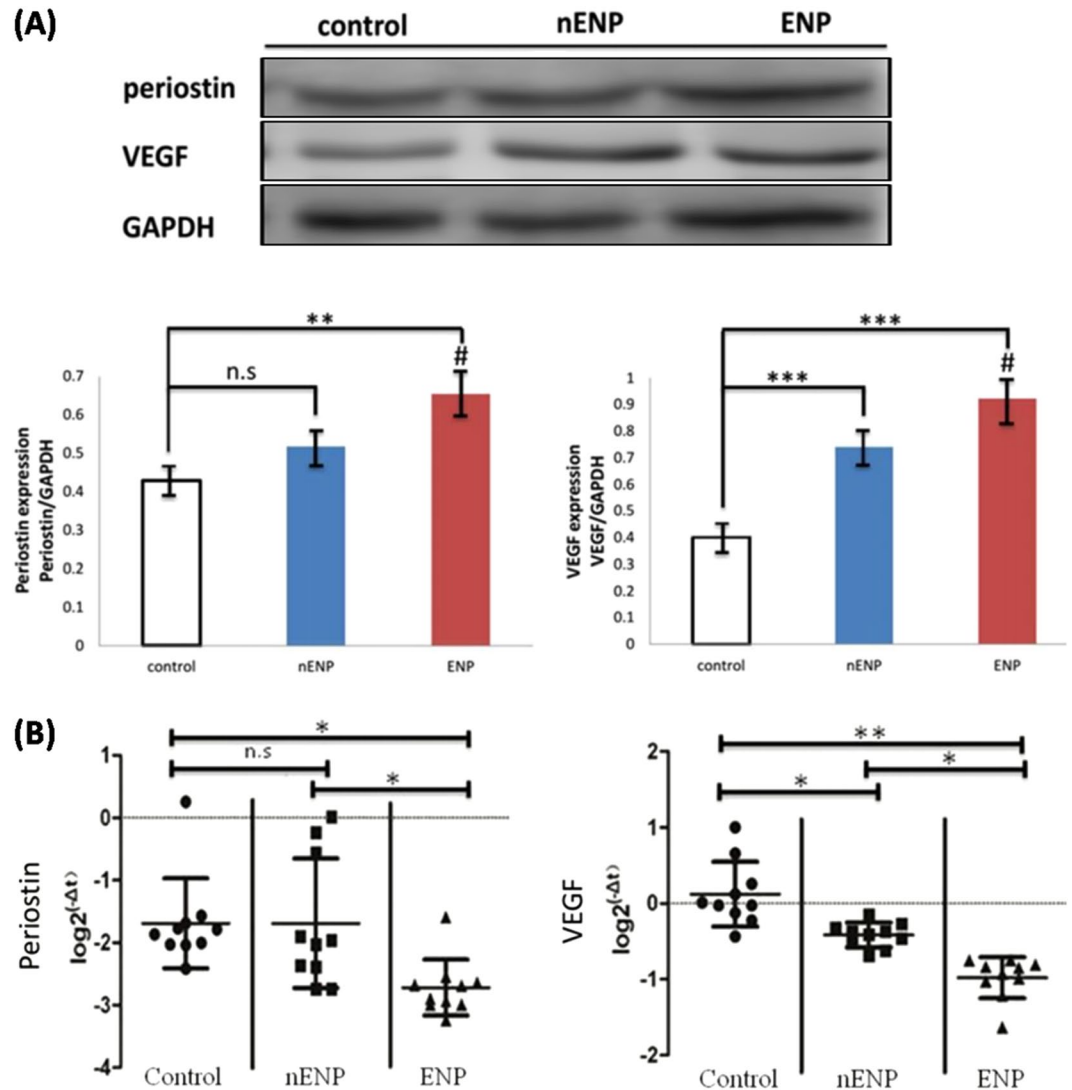 (A)
control nENP ENP
periostin
VEGF
GAPDH
** ***
# #
n.s ***
Periostin expression
Periostin/GAPDH
0.7
0.6
0.5
0.4
0.3
0.2
0.1
0
control nENP ENP
VEGF expression
VEGF/GAPDH
1
0.9
0.8
0.7
0.6
0.5
0.4
0.3
0.2
0.1
0
control nENP ENP
(B)
*
n.s
*
Periostin
log2(-Δt)
1
0
-1
-2
-3
-4
Control nENP ENP
**
*
*
VEGF
log2(-Δt)
2
1
0
-1
-2
Control nENP ENP